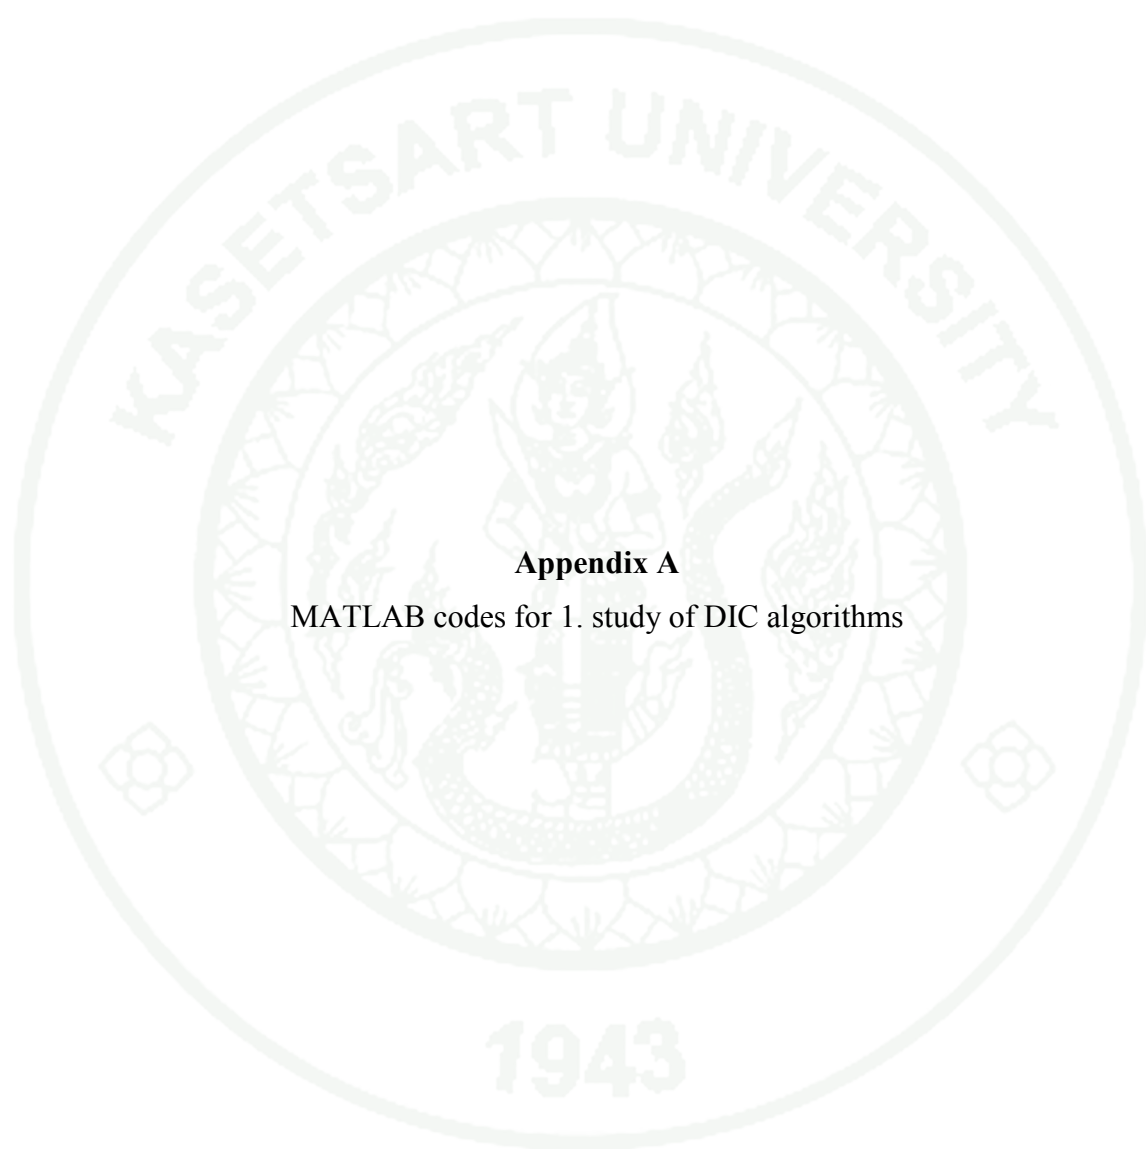 KASETSART UNIVERSITY
Appendix A
MATLAB codes for 1. study of DIC algorithms
1943